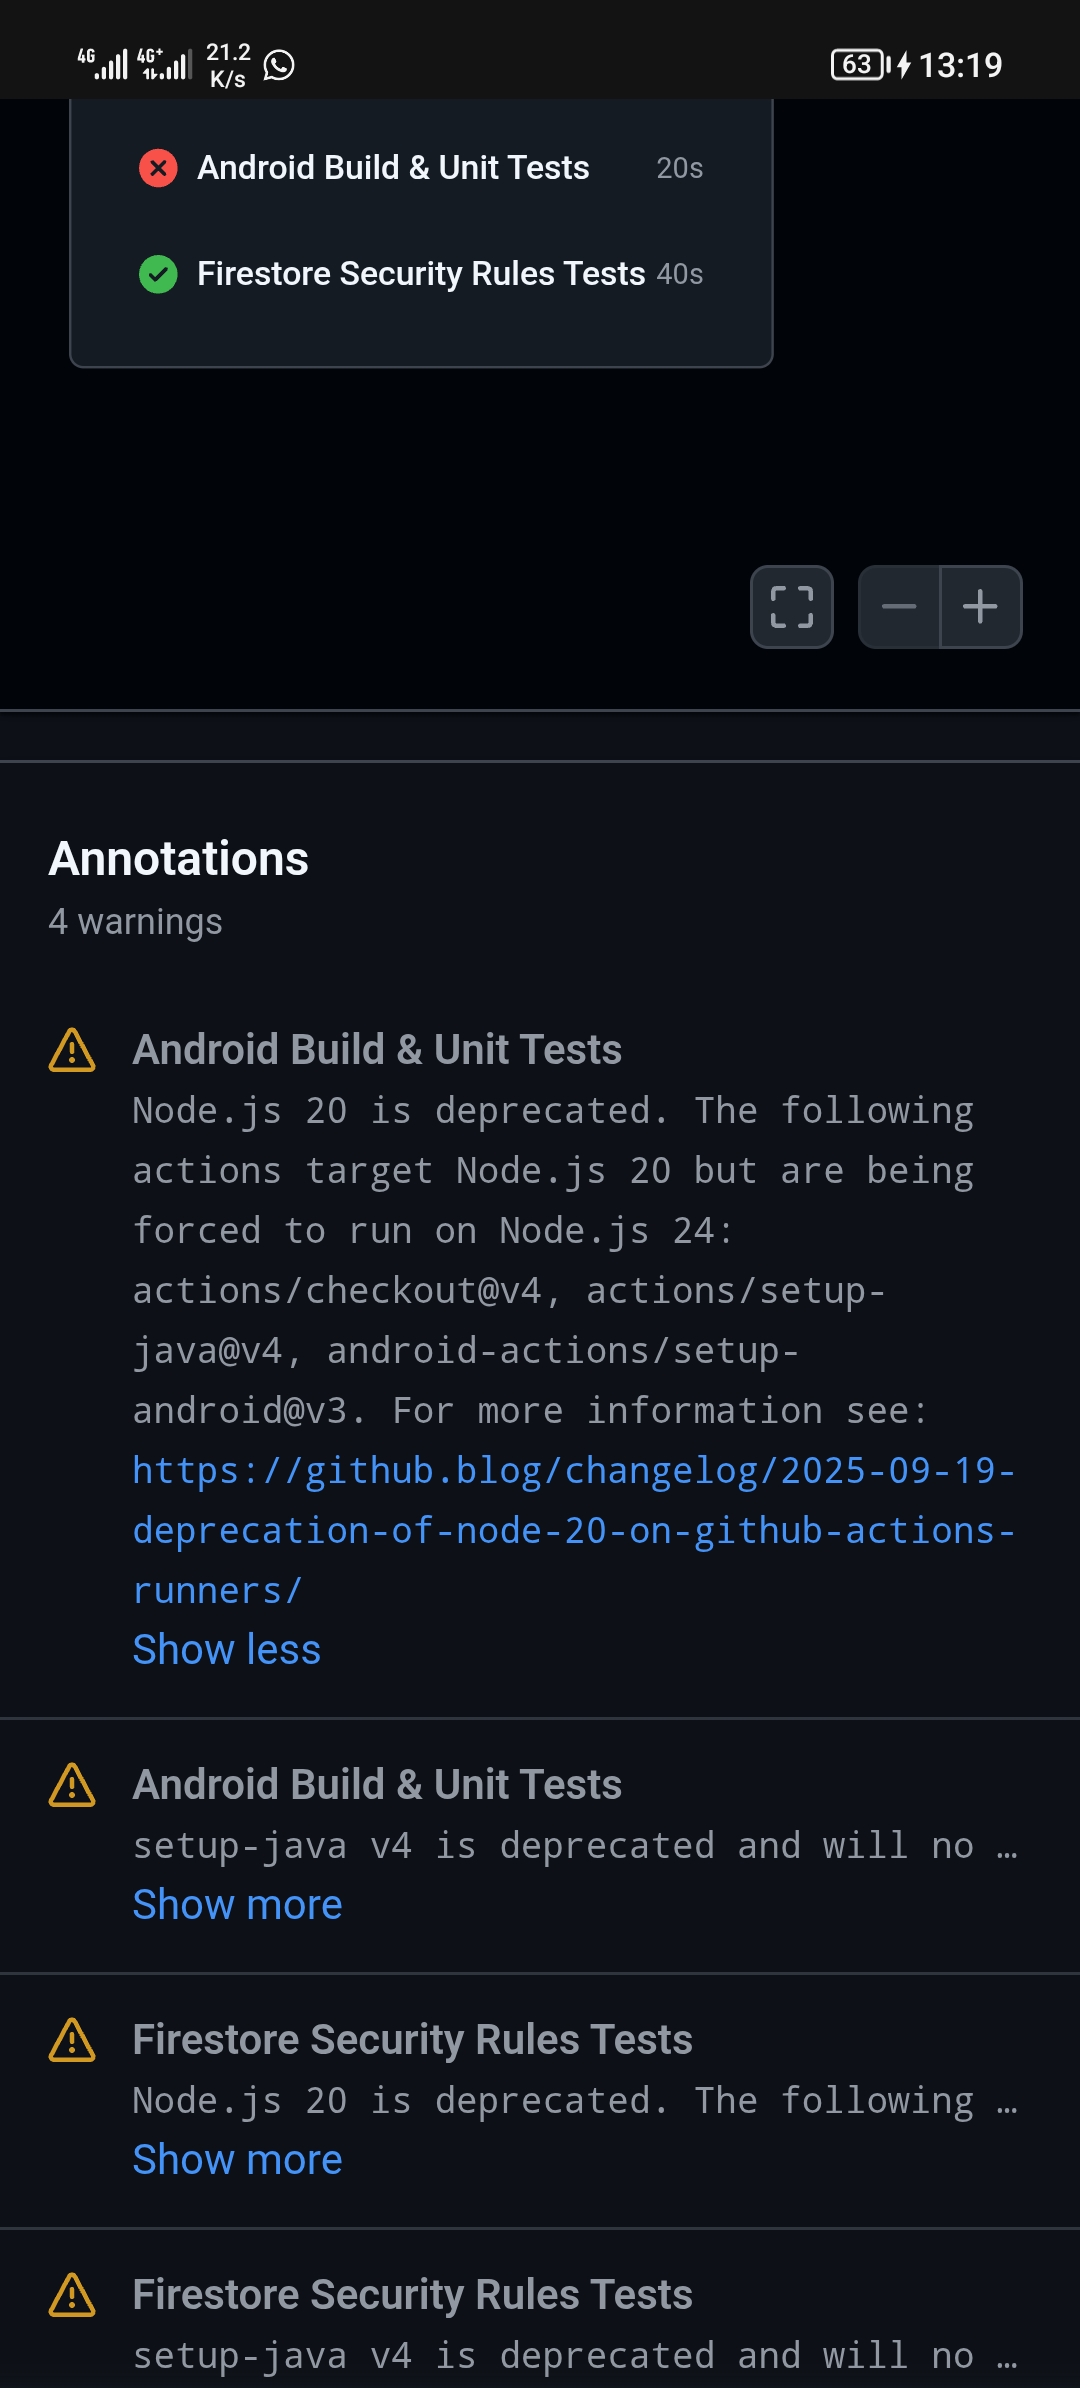 4G 4G+ 21.2 K/s 63 13:19
Android Build & Unit Tests 20s
Firestore Security Rules Tests 40s
Annotations
4 warnings
Android Build & Unit Tests
Node.js 20 is deprecated. The following
actions target Node.js 20 but are being
forced to run on Node.js 24:
actions/checkout@v4, actions/setup-
java@v4, android-actions/setup-
android@v3. For more information see:
https://github.blog/changelog/2025-09-19-
deprecation-of-node-20-on-github-actions-
runners/
Show less
Android Build & Unit Tests
setup-java v4 is deprecated and will no …
Show more
Firestore Security Rules Tests
Node.js 20 is deprecated. The following …
Show more
Firestore Security Rules Tests
setup-java v4 is deprecated and will no …